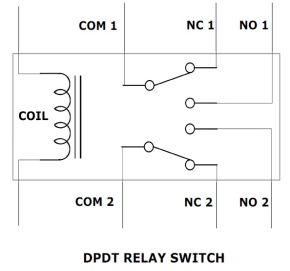 COM 1 NC 1 NO 1
COIL
COM 2 NC 2 NO 2
DPDT RELAY SWITCH